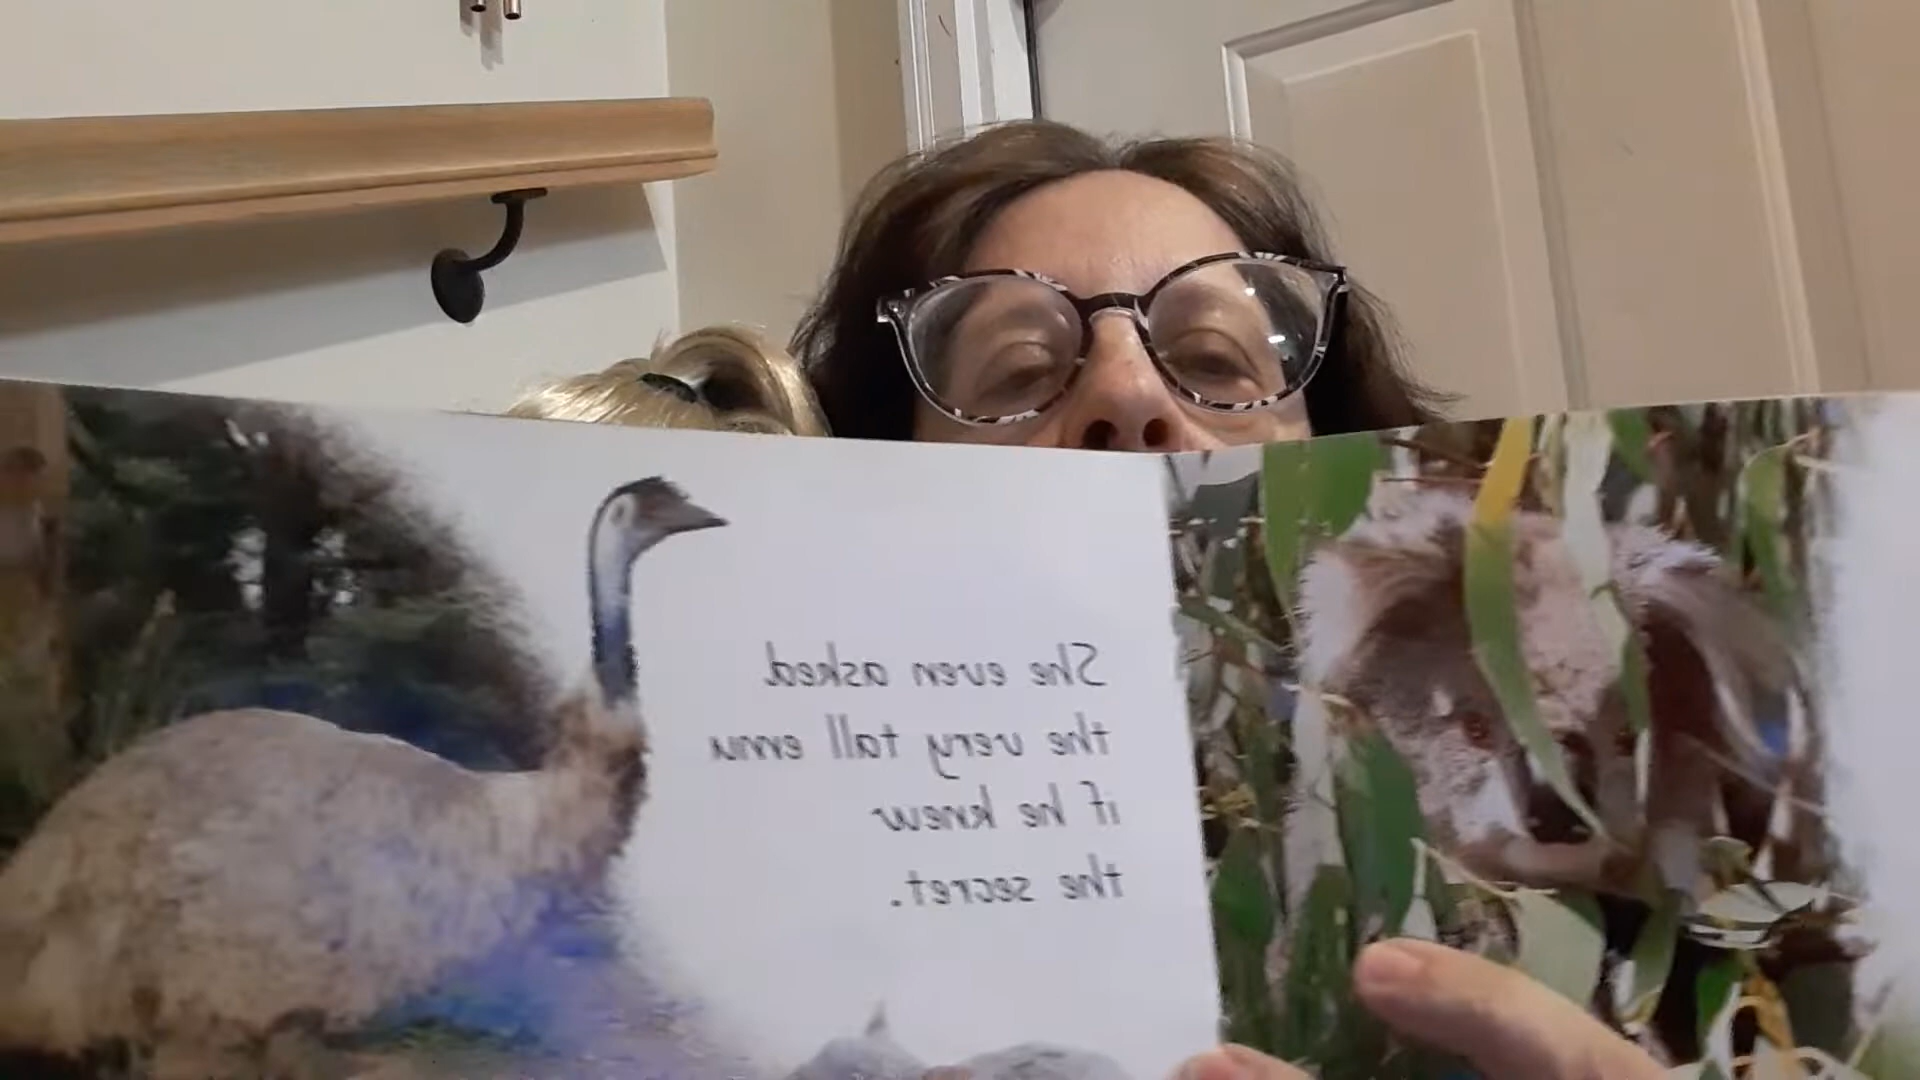 She even asked
the very tall emu
if he knew
the secret.